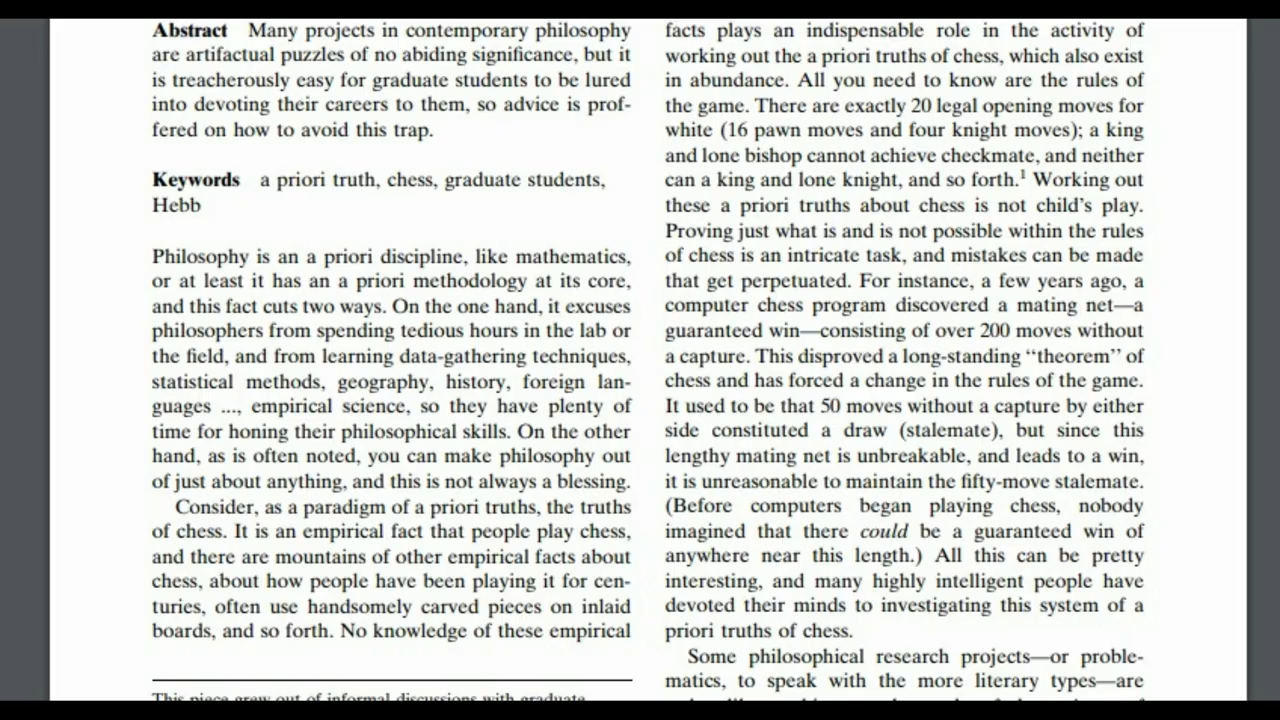 Abstract Many projects in contemporary philosophy
are artifactual puzzles of no abiding significance, but it
is treacherously easy for graduate students to be lured
into devoting their careers to them, so advice is prof-
fered on how to avoid this trap.
Keywords a priori truth, chess, graduate students,
Hebb
Philosophy is an a priori discipline, like mathematics,
or at least it has an a priori methodology at its core,
and this fact cuts two ways. On the one hand, it excuses
philosophers from spending tedious hours in the lab or
the field, and from learning data-gathering techniques,
statistical methods, geography, history, foreign lan-
guages ..., empirical science, so they have plenty of
time for honing their philosophical skills. On the other
hand, as is often noted, you can make philosophy out
of just about anything, and this is not always a blessing.
Consider, as a paradigm of a priori truths, the truths
of chess. It is an empirical fact that people play chess,
and there are mountains of other empirical facts about
chess, about how people have been playing it for cen-
turies, often use handsomely carved pieces on inlaid
boards, and so forth. No knowledge of these empirical
This piece grew out of informal discussions with graduate
facts plays an indispensable role in the activity of
working out the a priori truths of chess, which also exist
in abundance. All you need to know are the rules of
the game. There are exactly 20 legal opening moves for
white (16 pawn moves and four knight moves); a king
and lone bishop cannot achieve checkmate, and neither
can a king and lone knight, and so forth.¹ Working out
these a priori truths about chess is not child's play.
Proving just what is and is not possible within the rules
of chess is an intricate task, and mistakes can be made
that get perpetuated. For instance, a few years ago, a
computer chess program discovered a mating net—a
guaranteed win—consisting of over 200 moves without
a capture. This disproved a long-standing "theorem" of
chess and has forced a change in the rules of the game.
It used to be that 50 moves without a capture by either
side constituted a draw (stalemate), but since this
lengthy mating net is unbreakable, and leads to a win,
it is unreasonable to maintain the fifty-move stalemate.
(Before computers began playing chess, nobody
imagined that there could be a guaranteed win of
anywhere near this length.) All this can be pretty
interesting, and many highly intelligent people have
devoted their minds to investigating this system of a
priori truths of chess.
Some philosophical research projects—or proble-
matics, to speak with the more literary types—are